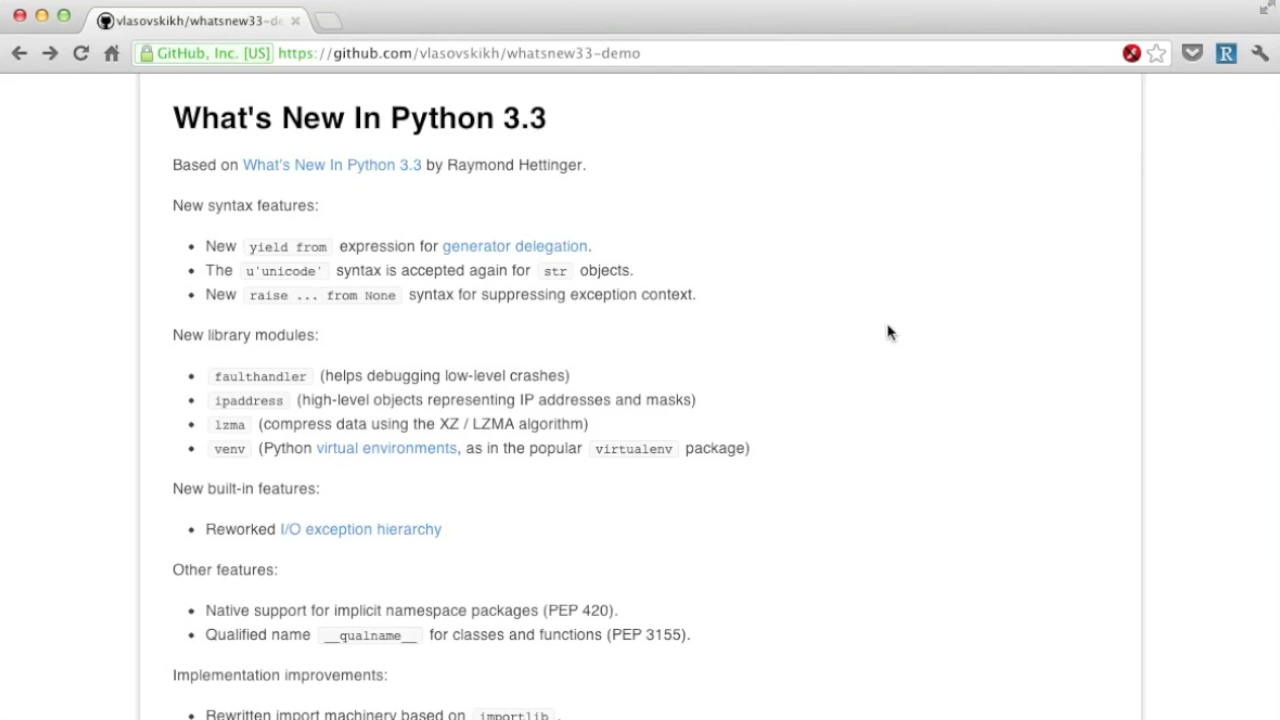 vlasovskikh/whatsnew33-de
GitHub, Inc. [US] https://github.com/vlasovskikh/whatsnew33-demo
R
What's New In Python 3.3
Based on What's New In Python 3.3 by Raymond Hettinger.
New syntax features:
• New yield from expression for generator delegation.
• The u'unicode' syntax is accepted again for str objects.
• New raise ... from None syntax for suppressing exception context.
New library modules:
• faulthandler (helps debugging low-level crashes)
• ipaddress (high-level objects representing IP addresses and masks)
• lzma (compress data using the XZ / LZMA algorithm)
• venv (Python virtual environments, as in the popular virtualenv package)
New built-in features:
• Reworked I/O exception hierarchy
Other features:
• Native support for implicit namespace packages (PEP 420).
• Qualified name __qualname__ for classes and functions (PEP 3155).
Implementation improvements:
• Rewritten import machinery based on importlib.